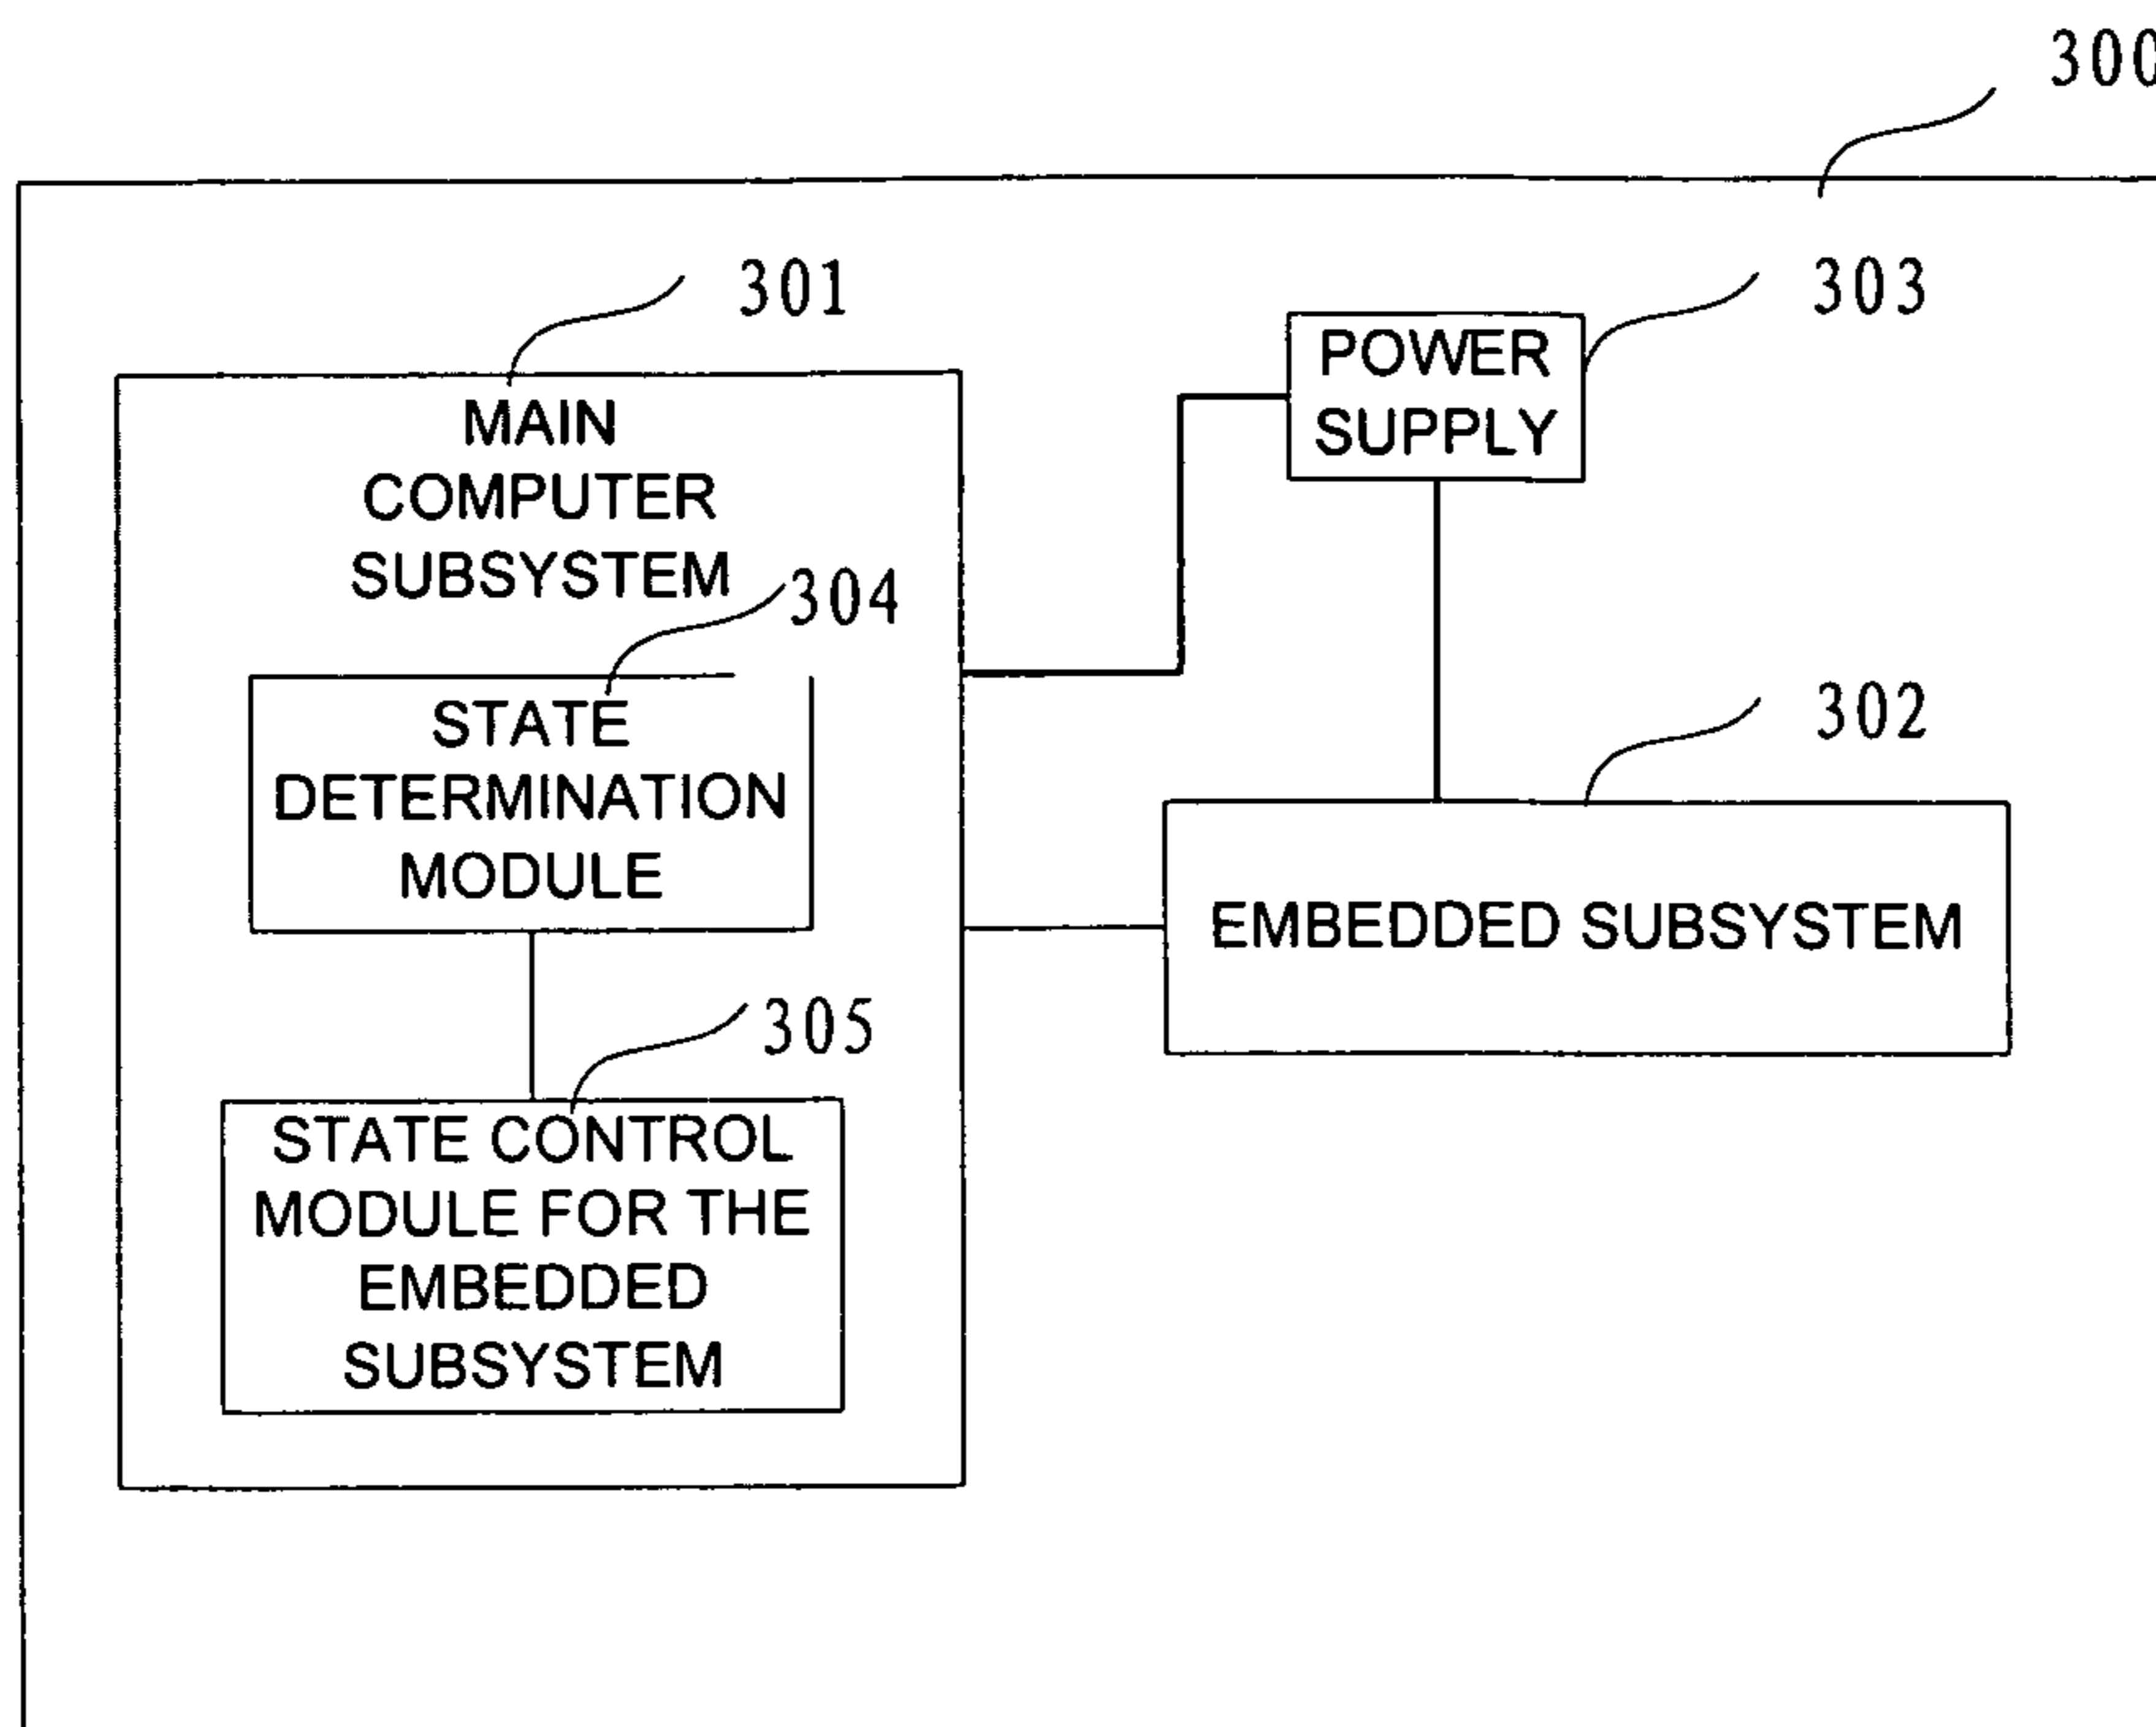 300
301
303
POWER
SUPPLY
MAIN
COMPUTER
SUBSYSTEM
304
STATE
DETERMINATION
MODULE
302
EMBEDDED SUBSYSTEM
305
STATE CONTROL
MODULE FOR THE
EMBEDDED
SUBSYSTEM